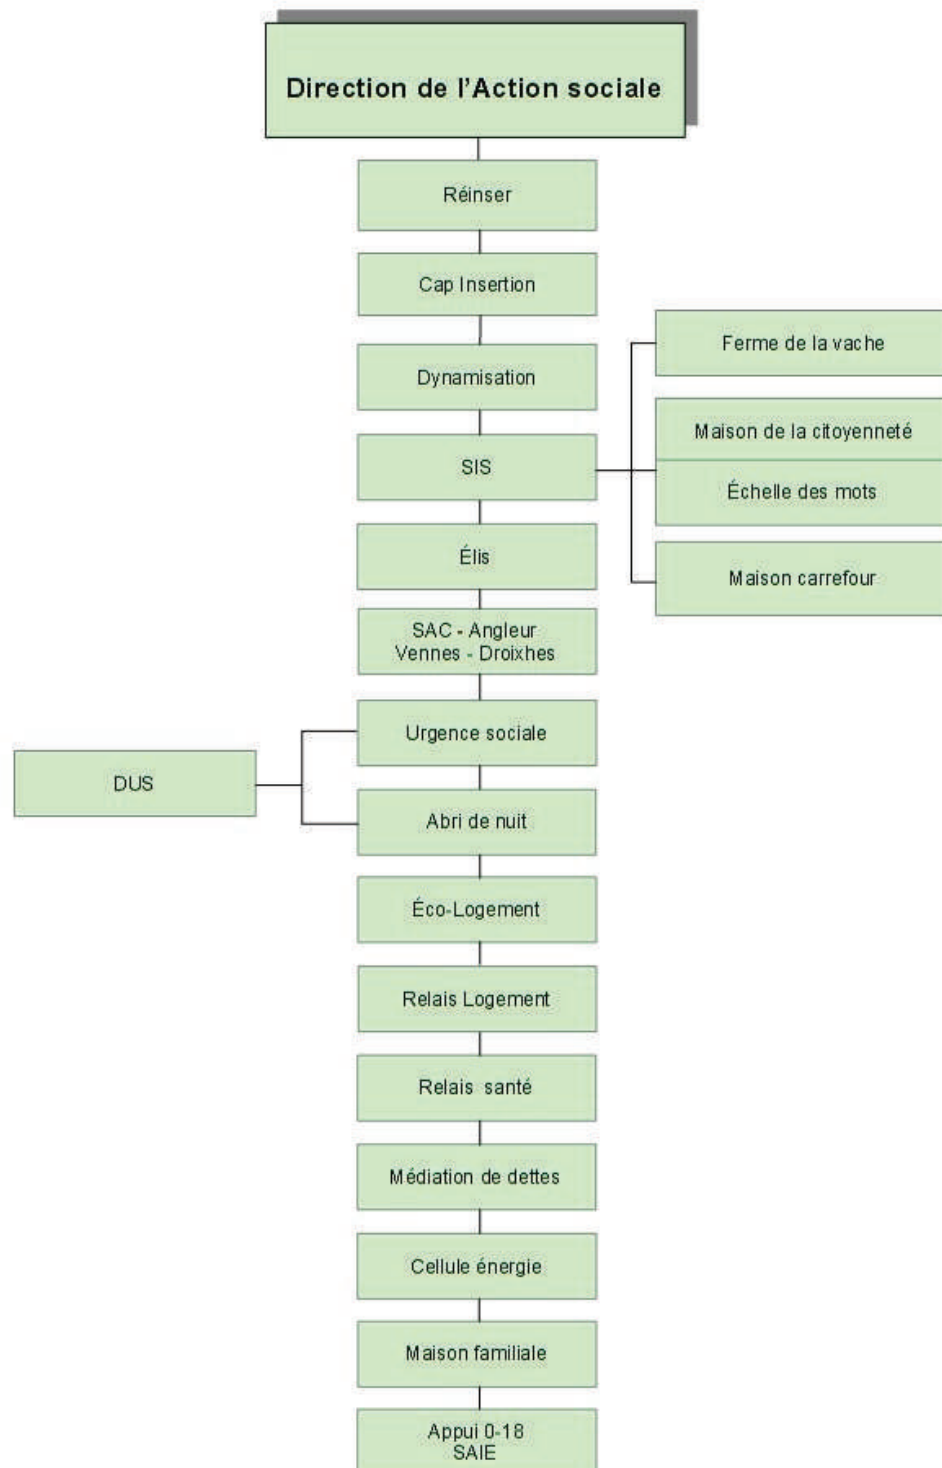 Direction de l'Action sociale
Réinser
Cap Insertion
Dynamisation
SIS
Ferme de la vache
Maison de la citoyenneté
Échelle des mots
Maison carrefour
Élis
SAC - Angleur
Vennes - Droixhes
Urgence sociale
DUS
Abri de nuit
Éco-Logement
Relais Logement
Relais santé
Médiation de dettes
Cellule énergie
Maison familiale
Appui 0-18
SAIE